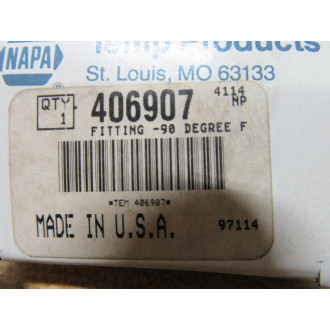 NAPA
Temp Products
St. Louis, MO 63133
QTY. 1
406907
4114 NP
FITTING -90 DEGREE F
*TEM 406907*
MADE IN U.S.A.
97114